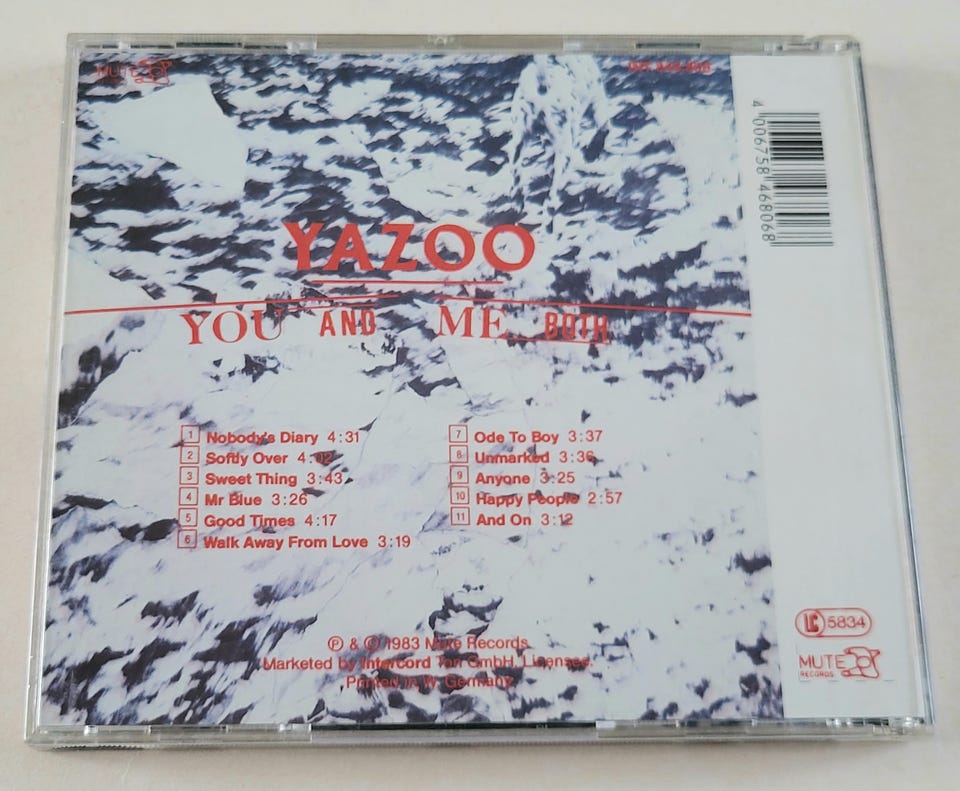 MUTE
YAZOO
YOU AND ME BOTH
1 Nobody's Diary 4:31
2 Softly Over 4:02
3 Sweet Thing 3:43
4 Mr Blue 3:26
5 Good Times 4:17
6 Walk Away From Love 3:19
7 Ode To Boy 3:37
8 Unmarked 3:36
9 Anyone 3:25
10 Happy People 2:57
11 And On 3:12
℗ & © 1983 Mute Records
Marketed by Intercord Ton GmbH, Licensee.
Printed in W. Germany
4 006758 468068
LC 5834
MUTE
RECORDS